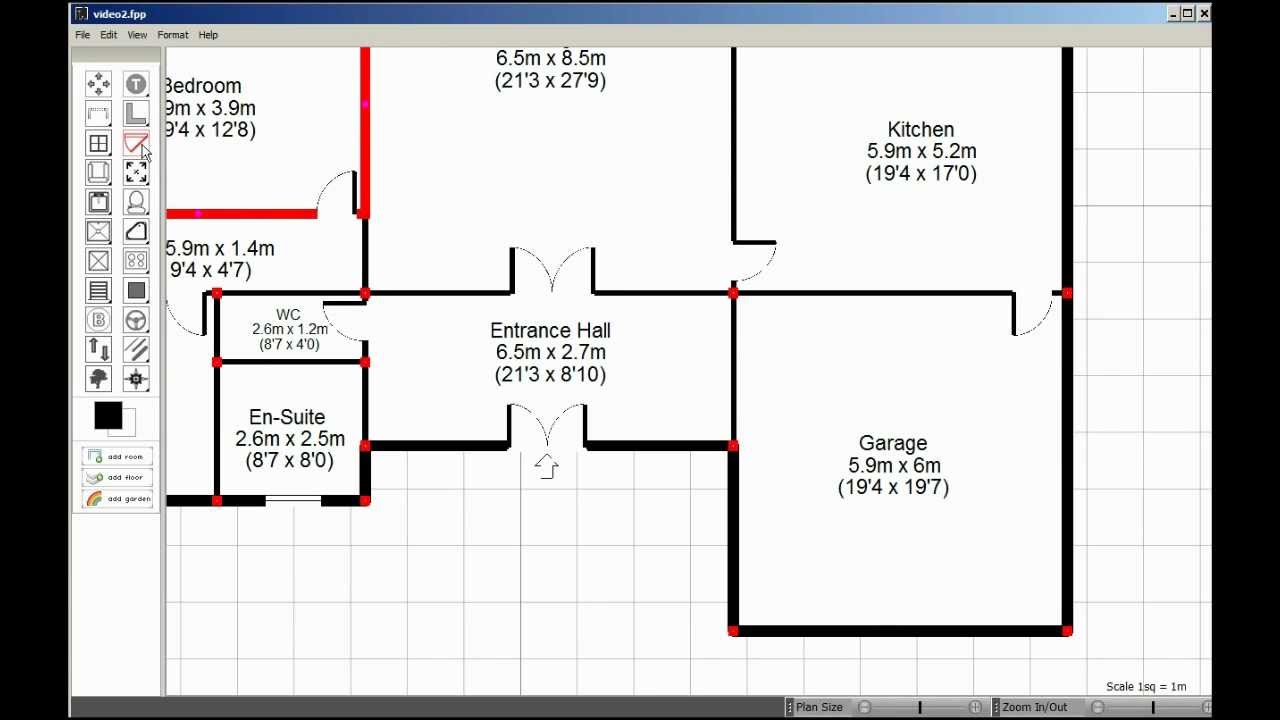 video2.fpp
File Edit View Format Help
T
B
add room
add floor
add garden
Bedroom
9m x 3.9m
9'4 x 12'8)
6.5m x 8.5m
(21'3 x 27'9)
Kitchen
5.9m x 5.2m
(19'4 x 17'0)
5.9m x 1.4m
9'4 x 4'7)
WC
2.6m x 1.2m
(8'7 x 4'0)
Entrance Hall
6.5m x 2.7m
(21'3 x 8'10)
En-Suite
2.6m x 2.5m
(8'7 x 8'0)
Garage
5.9m x 6m
(19'4 x 19'7)
Scale 1sq = 1m
Plan Size
Zoom In/Out